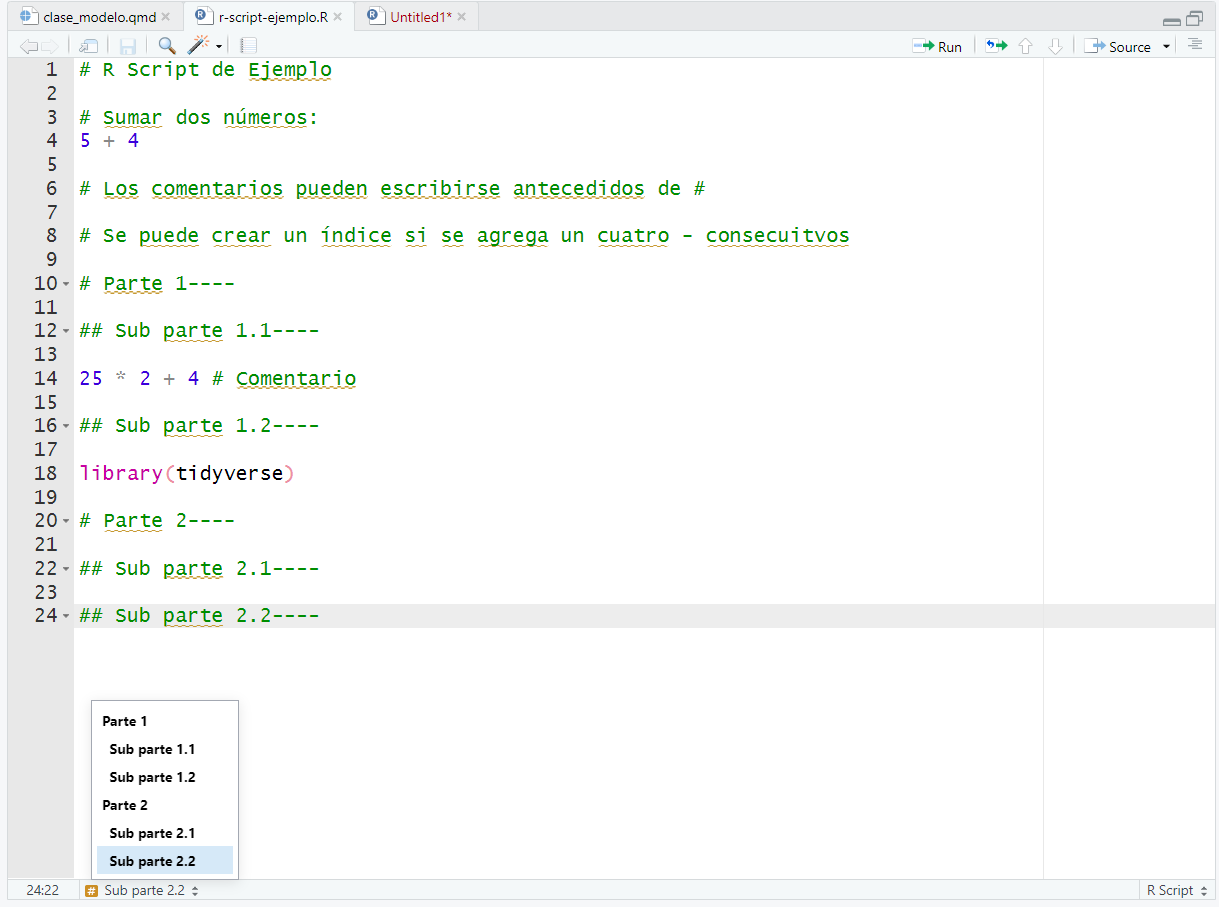 clase_modelo.qmd
r-script-ejemplo.R
Untitled1*
Run
Source
1 # R Script de Ejemplo
2
3 # Sumar dos números:
4 5 + 4
5
6 # Los comentarios pueden escribirse antecedidos de #
7
8 # Se puede crear un índice si se agrega un cuatro - consecuitvos
9
10 # Parte 1----
11
12 ## Sub parte 1.1----
13
14 25 * 2 + 4 # Comentario
15
16 ## Sub parte 1.2----
17
18 library(tidyverse)
19
20 # Parte 2----
21
22 ## Sub parte 2.1----
23
24 ## Sub parte 2.2----
Parte 1
Sub parte 1.1
Sub parte 1.2
Parte 2
Sub parte 2.1
Sub parte 2.2
24:22 # Sub parte 2.2 R Script